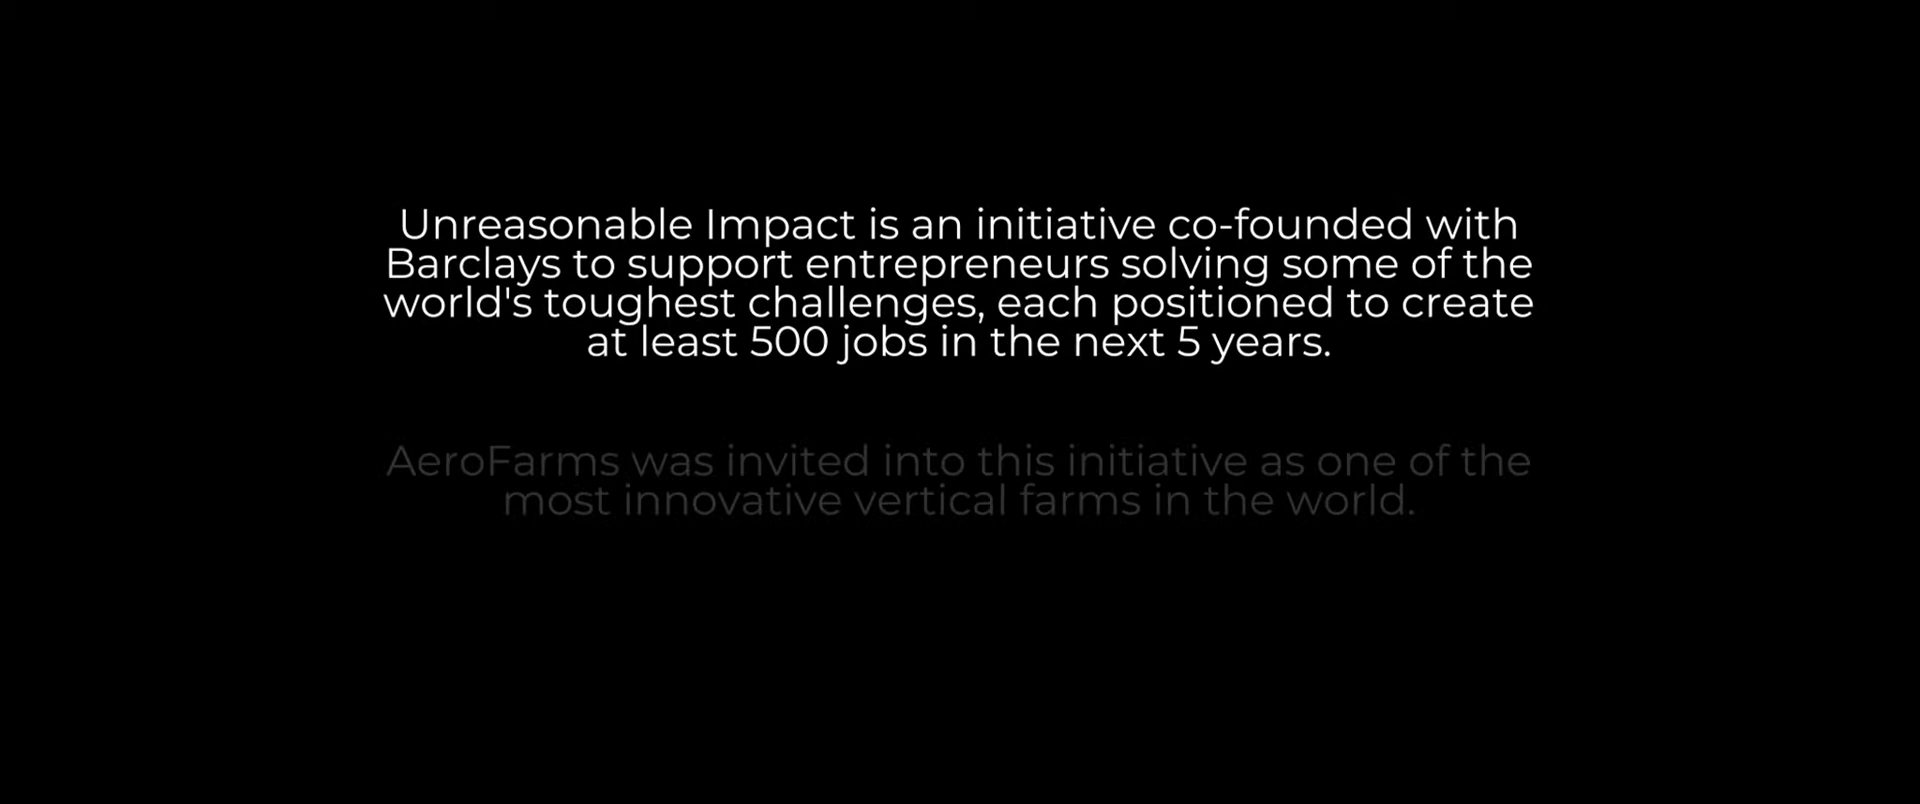 Unreasonable Impact is an initiative co-founded with
Barclays to support entrepreneurs solving some of the
world's toughest challenges, each positioned to create
at least 500 jobs in the next 5 years.
AeroFarms was invited into this initiative as one of the
most innovative vertical farms in the world.